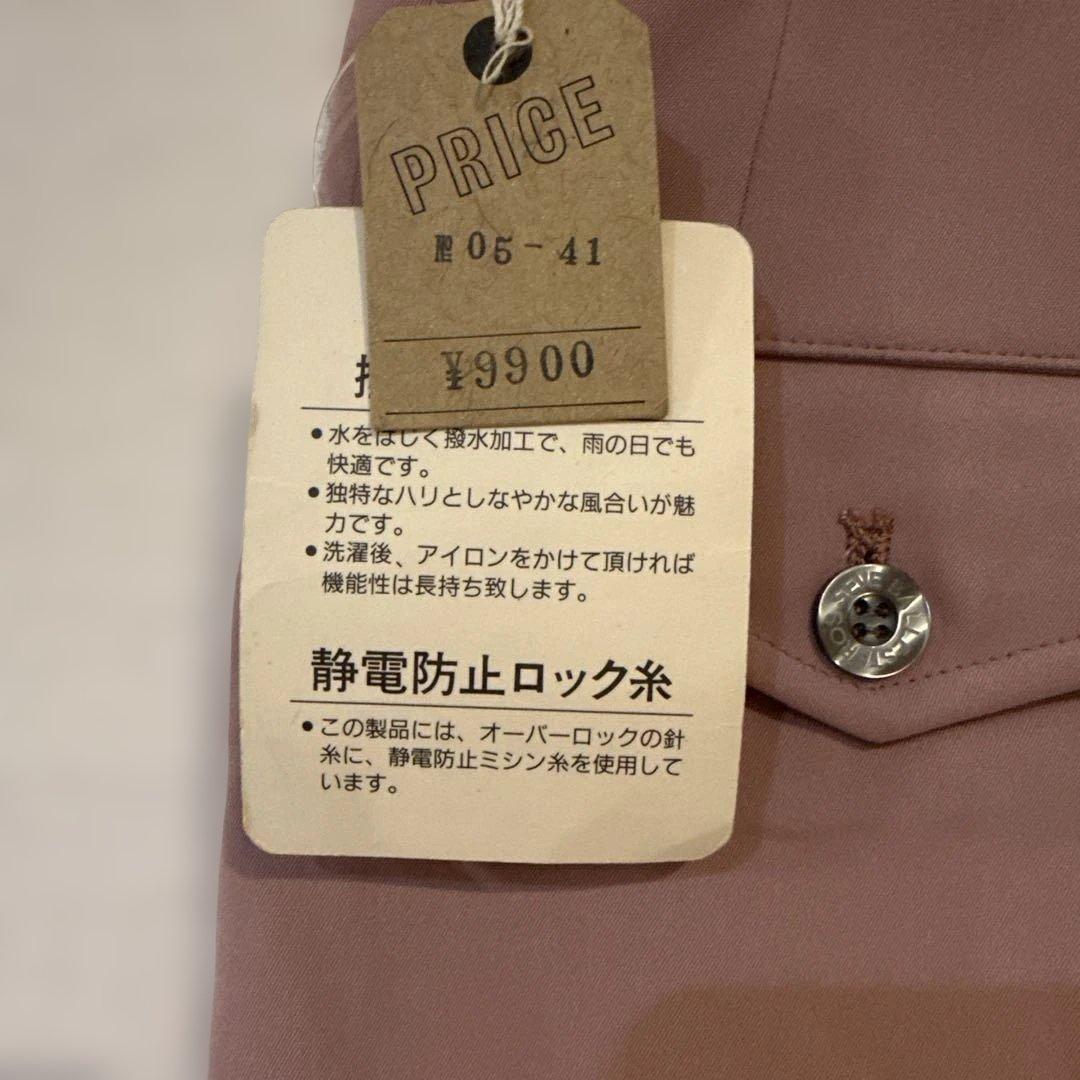 PRICE
№ 05-41
¥9900
水をはじく撥水加工で、雨の日でも
快適です。
独特なハリとしなやかな風合いが魅
力です。
洗濯後、アイロンをかけて頂ければ
機能性は長持ち致します。
静電防止ロック糸
この製品には、オーバーロックの針
糸に、静電防止ミシン糸を使用して
います。